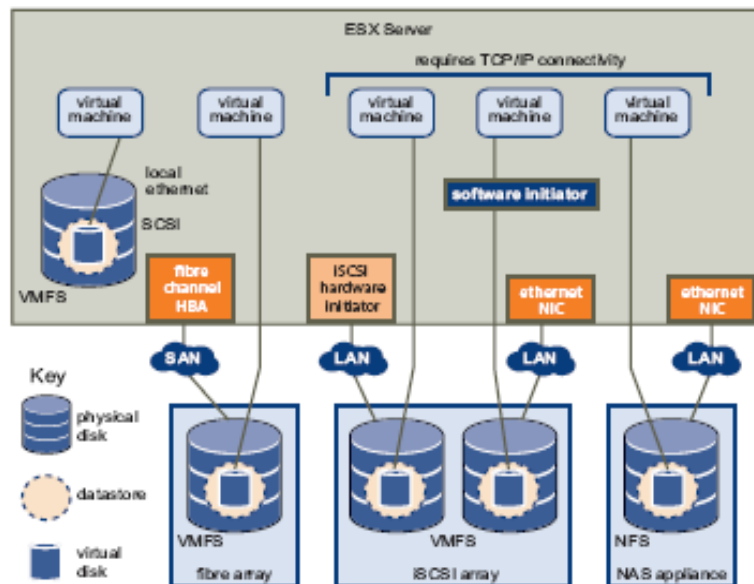 ESX Server
requires TCP/IP connectivity
virtual
machine
virtual
machine
virtual
machine
virtual
machine
virtual
machine
local
ethernet
SCSI
VMFS
software initiator
fibre
channel
HBA
iSCSI
hardware
initiator
ethernet
NIC
ethernet
NIC
SAN
LAN
LAN
LAN
Key
physical
disk
datastore
virtual
disk
VMFS
fibre array
VMFS
iSCSI array
NFS
NAS appliance